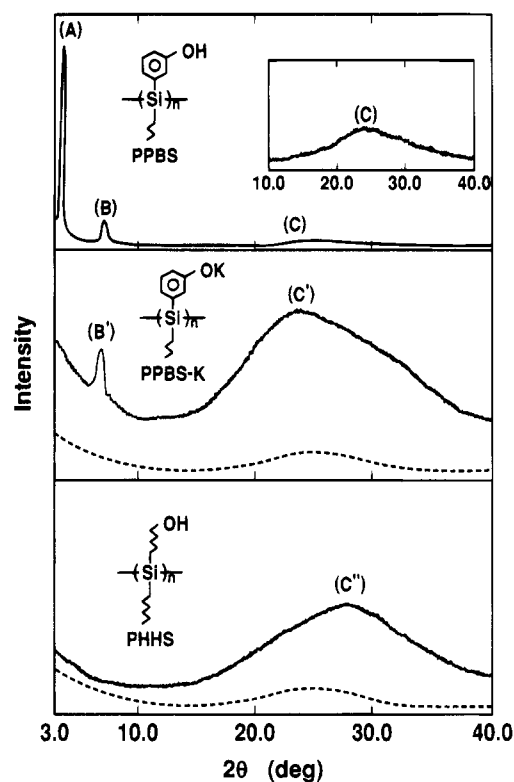 (A)
OH
(Si)n
PPBS
(B)
(C)
(C)
10.0 20.0 30.0 40.0
OK
(Si)n
PPBS-K
(B')
(C')
OH
(Si)n
PHHS
(C")
3.0 10.0 20.0 30.0 40.0
2θ (deg)
Intensity